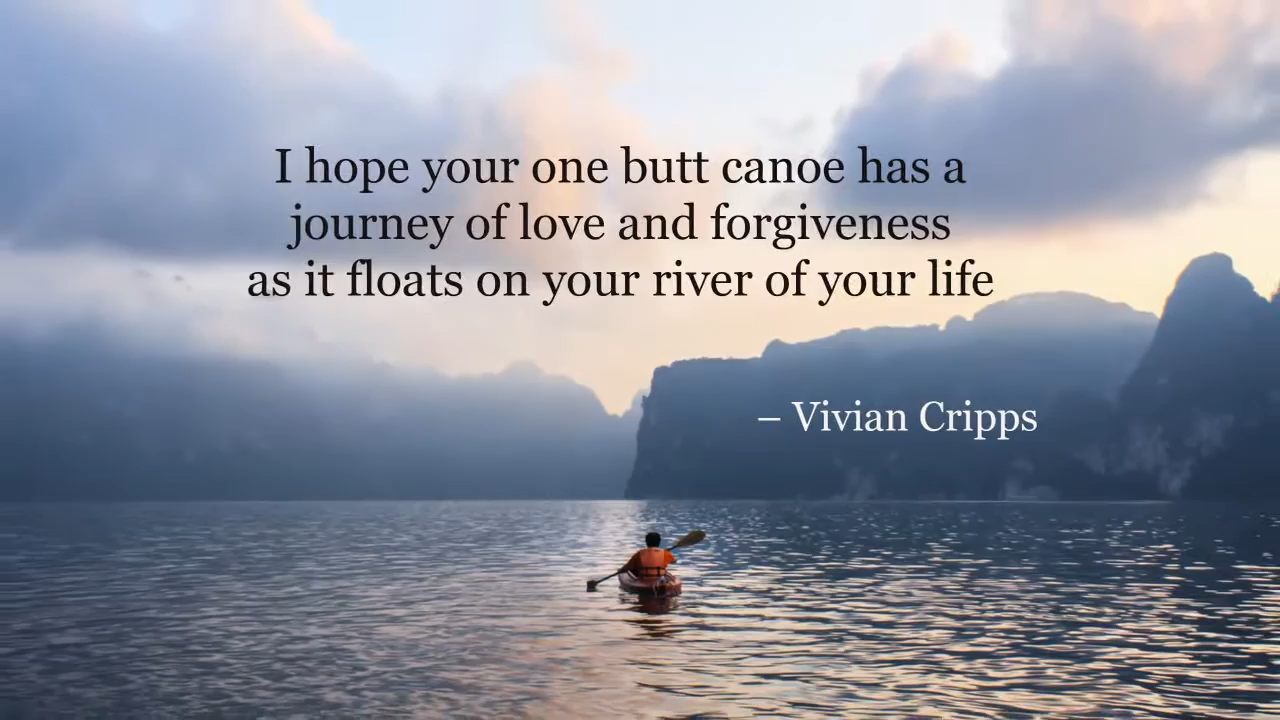 I hope your one butt canoe has a
journey of love and forgiveness
as it floats on your river of your life
– Vivian Cripps